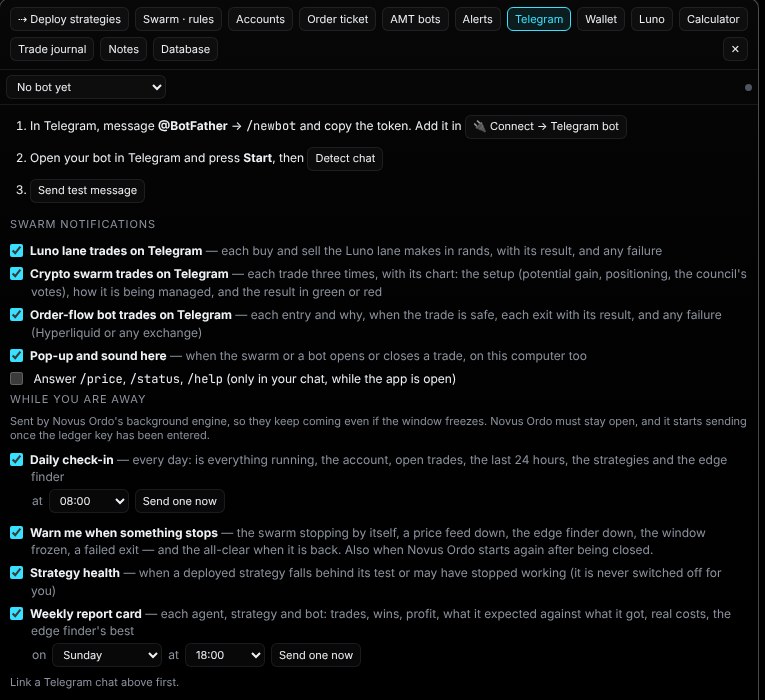 ⇢ Deploy strategies Swarm · rules Accounts Order ticket AMT bots Alerts Telegram Wallet Luno Calculator
Trade journal Notes Database ×
No bot yet
1. In Telegram, message @BotFather → /newbot and copy the token. Add it in 🔌 Connect → Telegram bot
2. Open your bot in Telegram and press Start, then Detect chat
3. Send test message
SWARM NOTIFICATIONS
Luno lane trades on Telegram — each buy and sell the Luno lane makes in rands, with its result, and any failure
Crypto swarm trades on Telegram — each trade three times, with its chart: the setup (potential gain, positioning, the council's
votes), how it is being managed, and the result in green or red
Order-flow bot trades on Telegram — each entry and why, when the trade is safe, each exit with its result, and any failure
(Hyperliquid or any exchange)
Pop-up and sound here — when the swarm or a bot opens or closes a trade, on this computer too
Answer /price, /status, /help (only in your chat, while the app is open)
WHILE YOU ARE AWAY
Sent by Novus Ordo's background engine, so they keep coming even if the window freezes. Novus Ordo must stay open, and it starts sending
once the ledger key has been entered.
Daily check-in — every day: is everything running, the account, open trades, the last 24 hours, the strategies and the edge
finder
at 08:00 Send one now
Warn me when something stops — the swarm stopping by itself, a price feed down, the edge finder down, the window
frozen, a failed exit — and the all-clear when it is back. Also when Novus Ordo starts again after being closed.
Strategy health — when a deployed strategy falls behind its test or may have stopped working (it is never switched off for
you)
Weekly report card — each agent, strategy and bot: trades, wins, profit, what it expected against what it got, real costs, the
edge finder's best
on Sunday at 18:00 Send one now
Link a Telegram chat above first.